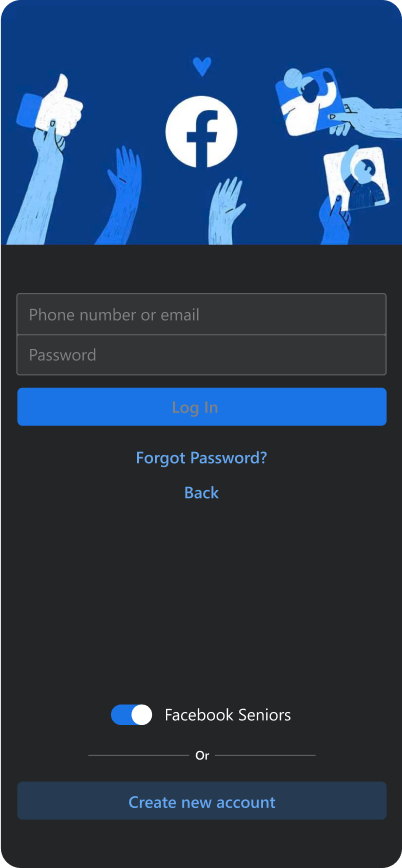 Phone number or email
Password
Log In
Forgot Password?
Back
Facebook Seniors
Or
Create new account